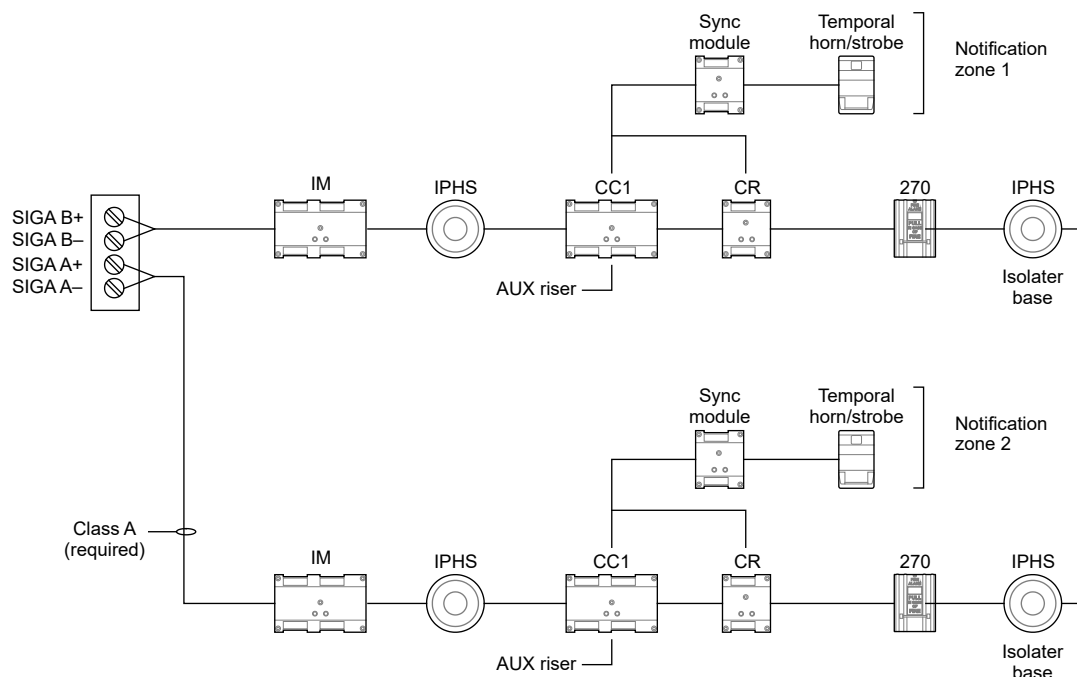 Sync
module
Temporal
horn/strobe
Notification
zone 1
IM
IPHS
CC1
CR
270
IPHS
SIGA B+
SIGA B–
SIGA A+
SIGA A–
PULL
AUX riser
Isolater
base
Sync
module
Temporal
horn/strobe
Notification
zone 2
Class A
(required)
IM
IPHS
CC1
CR
270
IPHS
PULL
AUX riser
Isolater
base